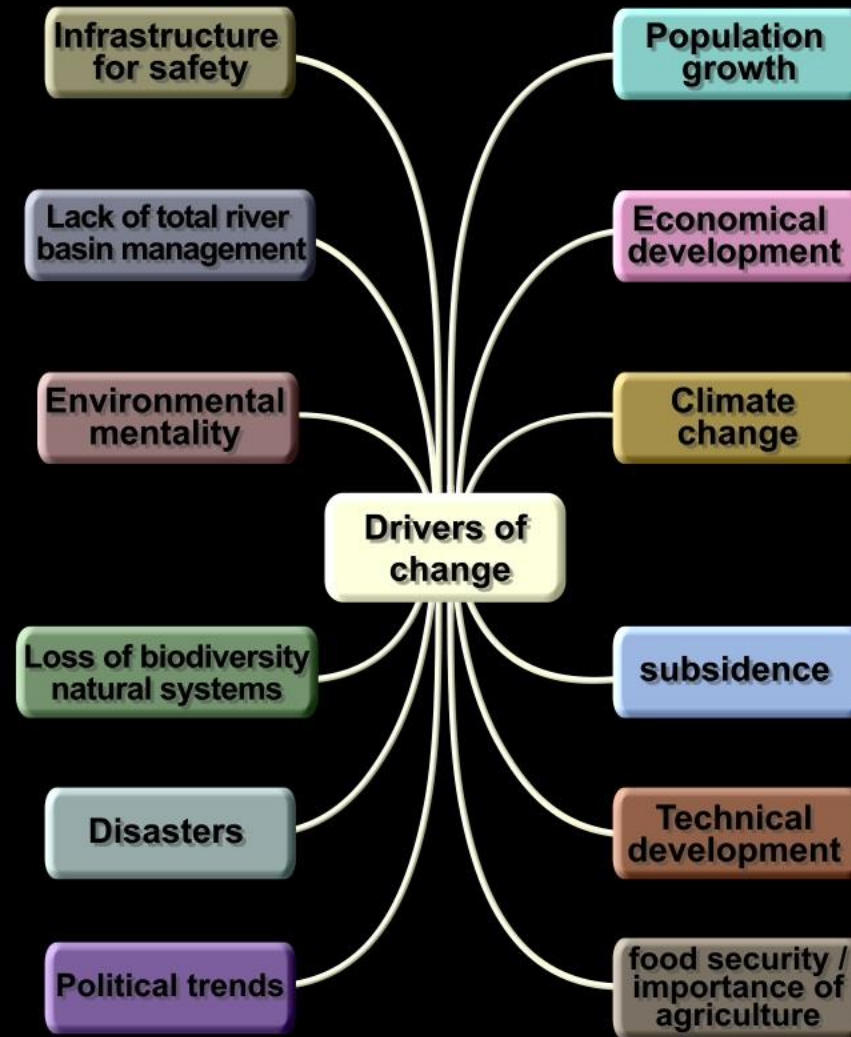 Infrastructure
for safety
Population
growth
Lack of total river
basin management
Economical
development
Environmental
mentality
Climate
change
Drivers of
change
Loss of biodiversity
natural systems
subsidence
Disasters
Technical
development
Political trends
food security /
importance of
agriculture